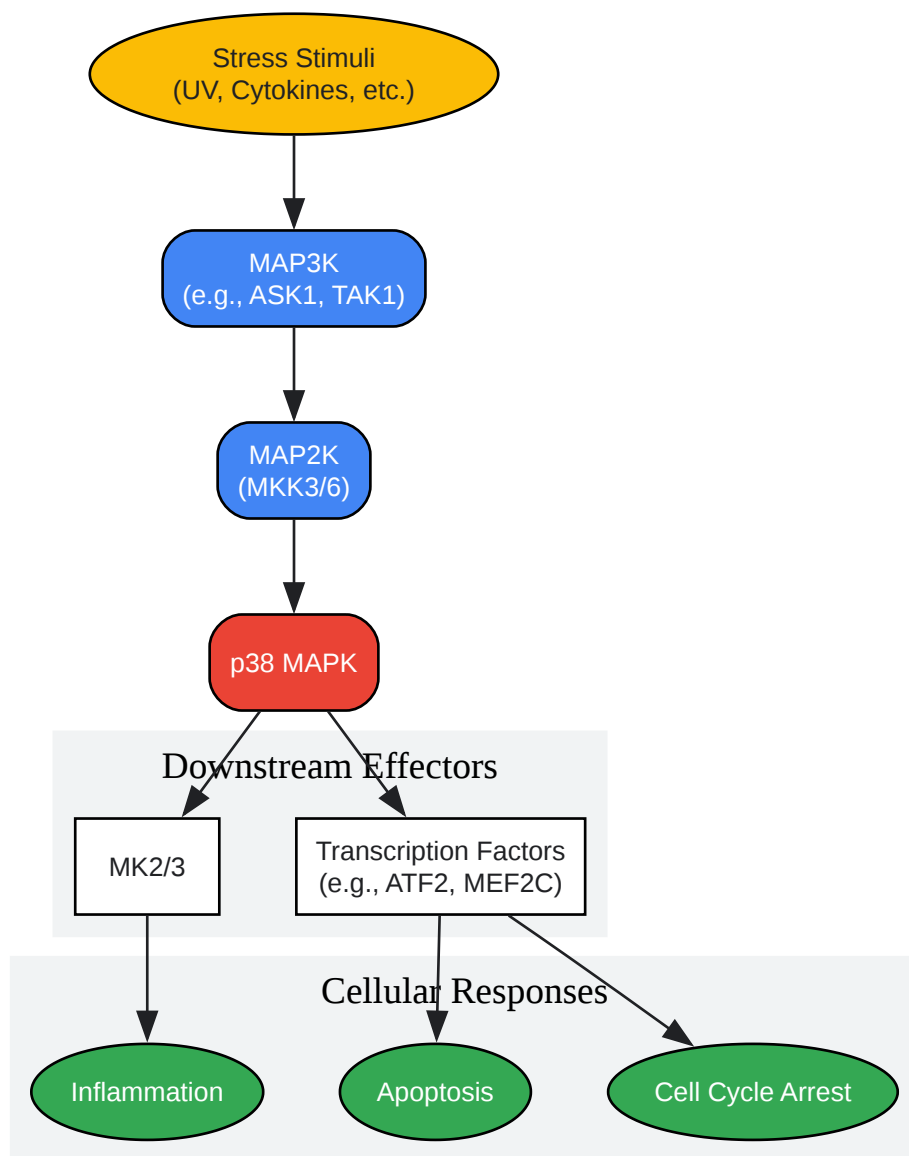 Stress Stimuli
(UV, Cytokines, etc.)
MAP3K
(e.g., ASK1, TAK1)
MAP2K
(MKK3/6)
p38 MAPK
Downstream Effectors
MK2/3
Transcription Factors
(e.g., ATF2, MEF2C)
Cellular Responses
Inflammation
Apoptosis
Cell Cycle Arrest